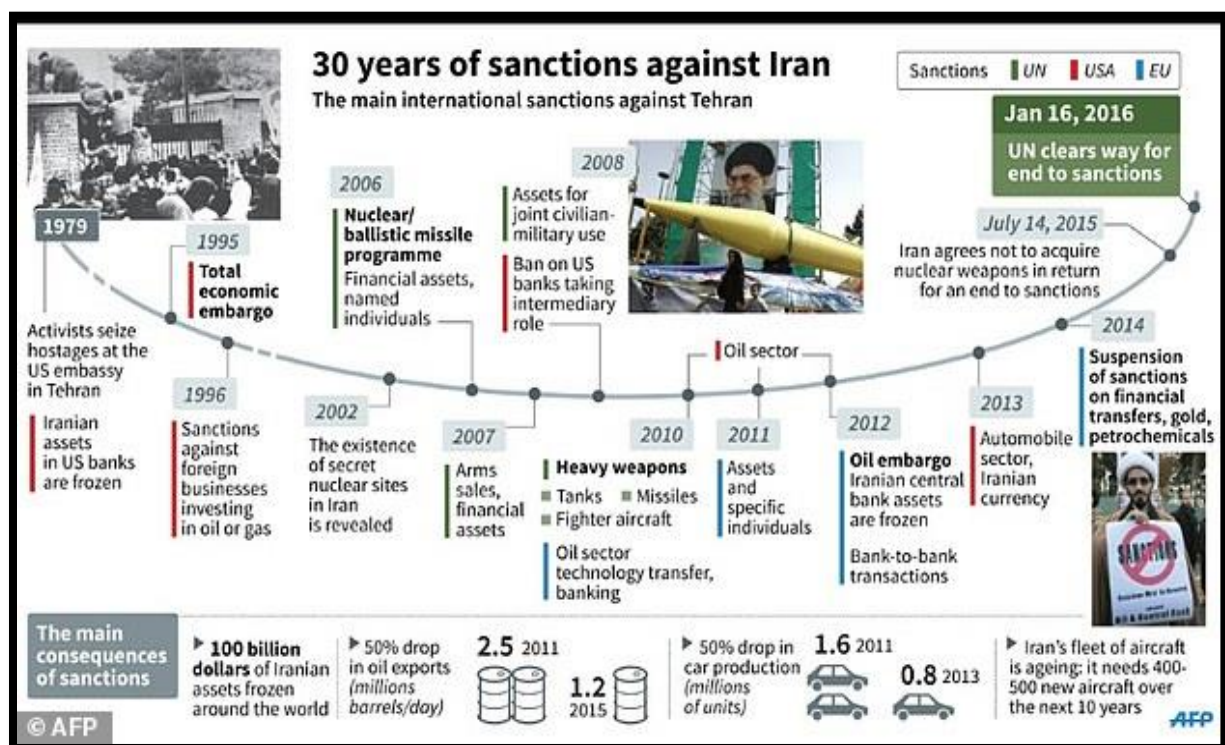 30 years of sanctions against Iran
The main international sanctions against Tehran
Sanctions UN USA EU
Jan 16, 2016
UN clears way for
end to sanctions
1979
Activists seize
hostages at the
US embassy
in Tehran
Iranian
assets
in US banks
are frozen
1995
Total
economic
embargo
1996
Sanctions
against
foreign
businesses
investing
in oil or gas
2002
The existence
of secret
nuclear sites
in Iran
is revealed
2006
Nuclear/
ballistic missile
programme
Financial assets,
named
individuals
2007
Arms
sales,
financial
assets
2008
Assets for
joint civilian-
military use
Ban on US
banks taking
intermediary
role
2010
Heavy weapons
Tanks Missiles
Fighter aircraft
Oil sector
technology transfer,
banking
Oil sector
2011
Assets
and
specific
individuals
2012
Oil embargo
Iranian central
bank assets
are frozen
Bank-to-bank
transactions
2013
Automobile
sector,
Iranian
currency
2014
Suspension
of sanctions
on financial
transfers, gold,
petrochemicals
July 14, 2015
Iran agrees not to acquire
nuclear weapons in return
for an end to sanctions
SANCTIONS
The main
consequences
of sanctions
100 billion
dollars of Iranian
assets frozen
around the world
50% drop
in oil exports
(millions
barrels/day)
2.5 2011
1.2
2015
50% drop in
car production
(millions
of units)
1.6 2011
0.8 2013
Iran's fleet of aircraft
is ageing: it needs 400-
500 new aircraft over
the next 10 years
© AFP
AFP